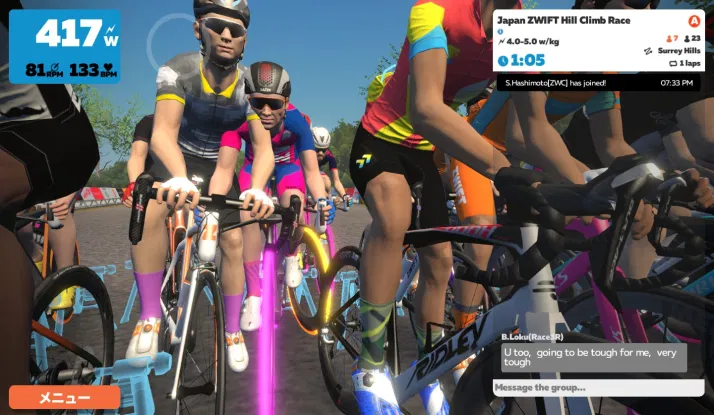 417 W
81 RPM 133 BPM
Japan ZWIFT Hill Climb Race
A
4.0-5.0 w/kg
7 23
Surrey Hills
1:05
1 laps
S.Hashimoto[ZWC] has joined! 07:33 PM
RIDLEY
B.Loku(Race3R)
U too, going to be tough for me, very
tough
Message the group...
メニュー